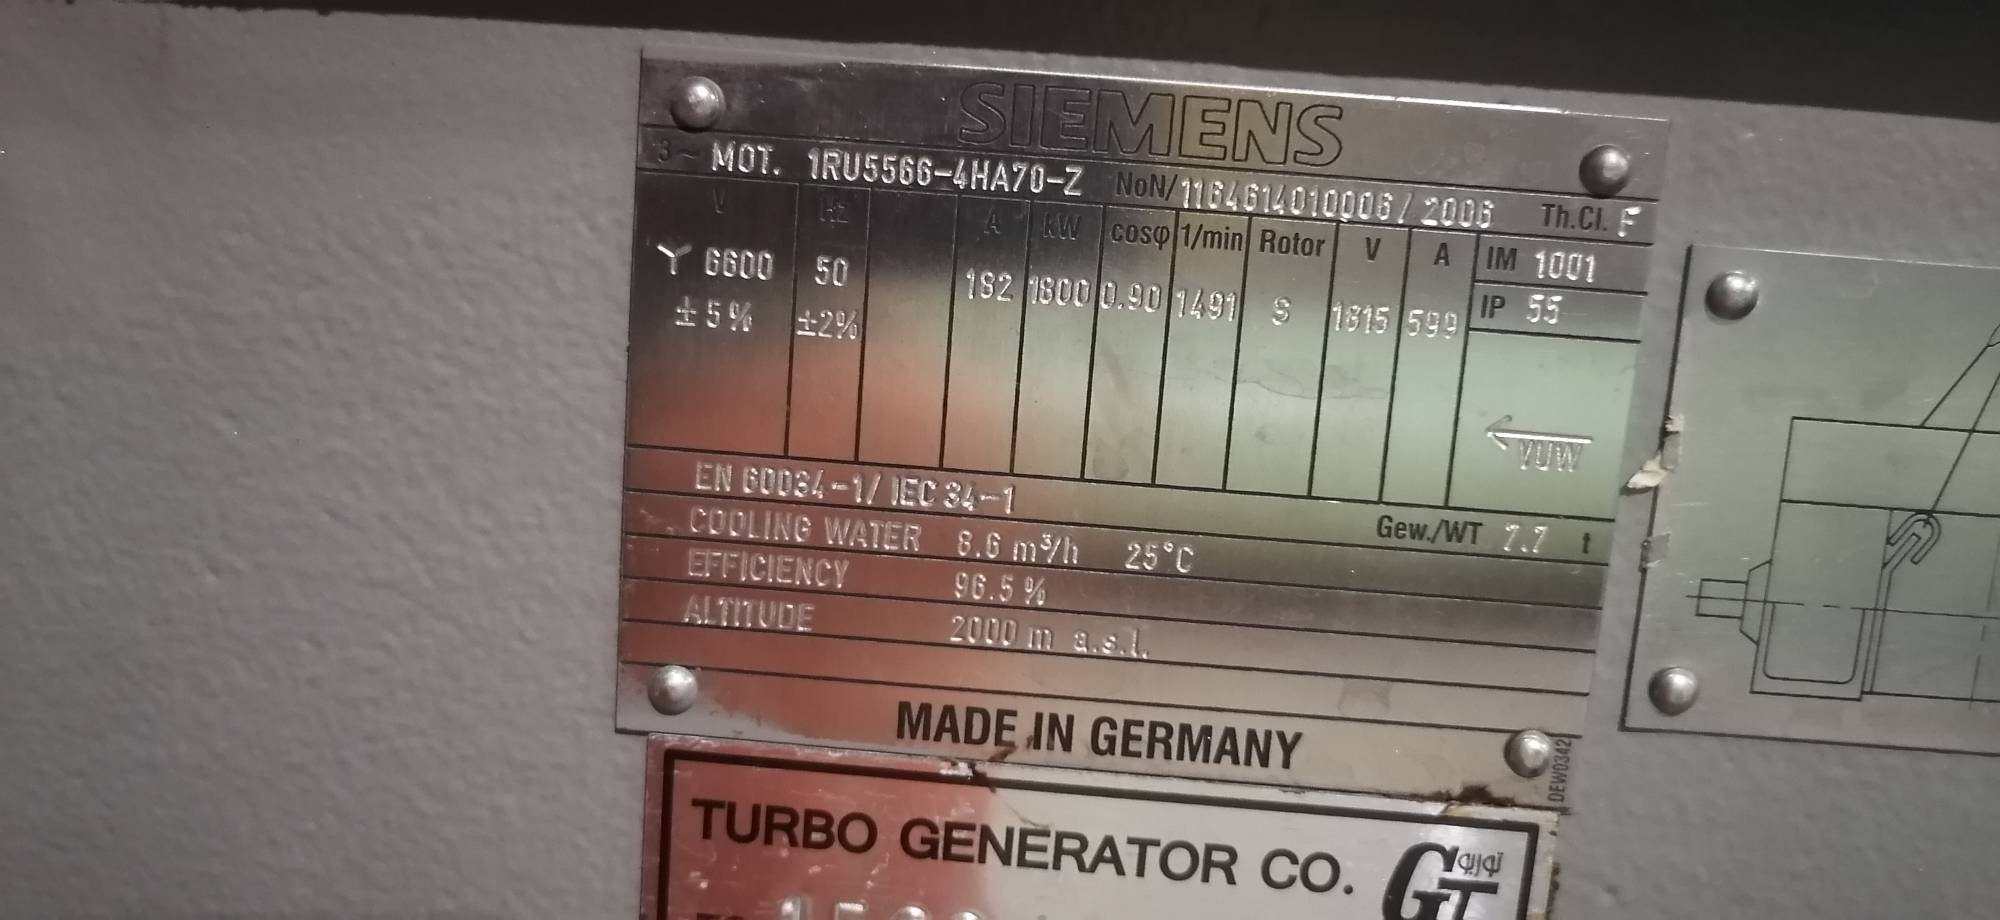 SIEMENS
3~ MOT. 1RU5566-4HA70-Z NoN/1164614010006/2006 Th.Cl. F
V Hz A kW cosφ 1/min Rotor V A IM 1001
Y 6600 50 182 1800 0.90 1491 S 1815 599 IP 55
±5% ±2%
VUW
EN 60034-1/IEC 34-1
Gew./WT 7.7 t
COOLING WATER 8.6 m³/h 25°C
EFFICIENCY 96.5%
ALTITUDE 2000 m a.s.l.
MADE IN GERMANY
DEW0342
TURBO GENERATOR CO. GT توربو